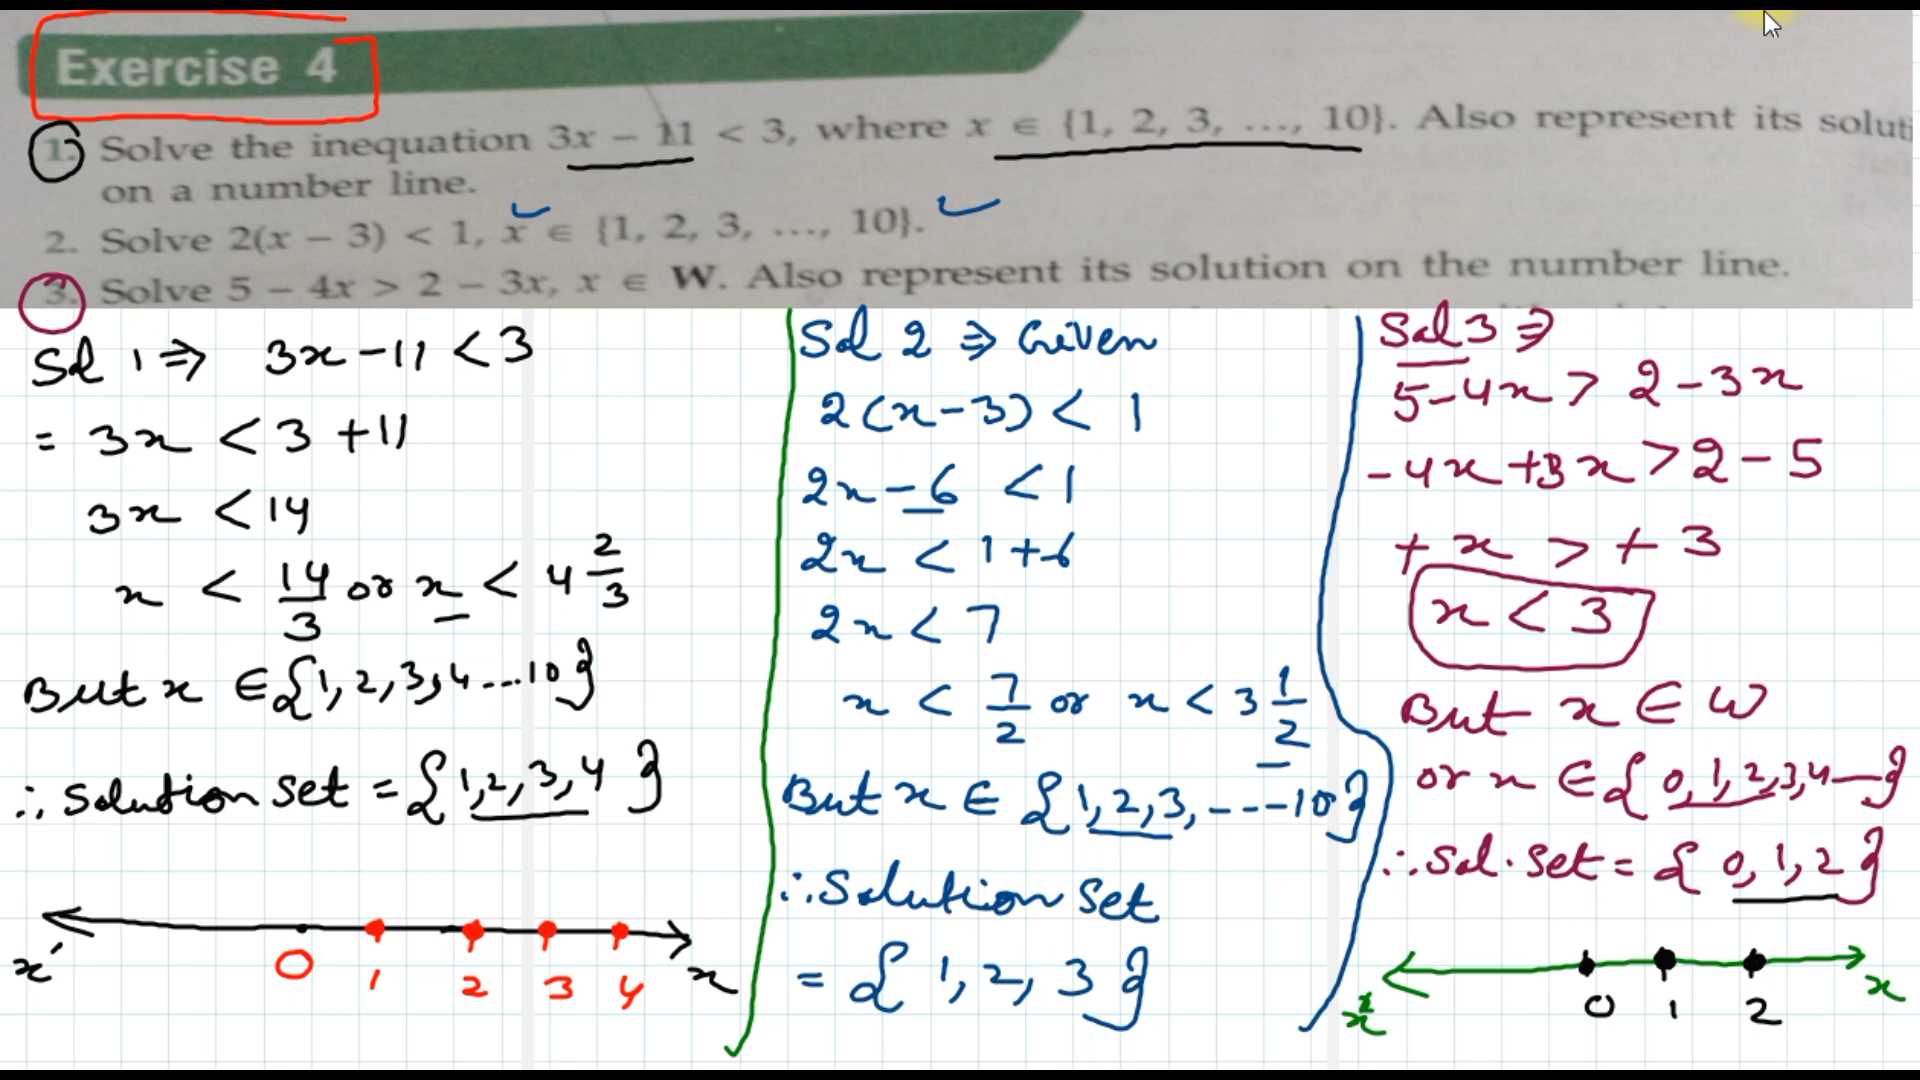 Exercise 4
1. Solve the inequation 3x − 11 < 3, where x ∈ {1, 2, 3, ..., 10}. Also represent its soluti
on a number line.
2. Solve 2(x − 3) < 1, x ∈ {1, 2, 3, ..., 10}.
3. Solve 5 − 4x > 2 − 3x, x ∈ W. Also represent its solution on the number line.
Sol 1 ⇒ 3x − 11 < 3
= 3x < 3 + 11
3x < 14
x < 14/3 or x < 4 2/3
But x ∈ {1, 2, 3, 4 ... 10}
∴ Solution set = {1, 2, 3, 4}
x' 0 1 2 3 4 x
Sol 2 ⇒ Given
2(x − 3) < 1
2x − 6 < 1
2x < 1 + 6
2x < 7
x < 7/2 or x < 3 1/2
But x ∈ {1, 2, 3, ---- 10}
∴ Solution Set
= {1, 2, 3}
Sol 3 ⇒
5 − 4x > 2 − 3x
− 4x + 3x > 2 − 5
+ x > + 3
x < 3
But x ∈ W
or x ∈ {0, 1, 2, 3, 4 —}
∴ Sol. Set = {0, 1, 2}
x' 0 1 2 x